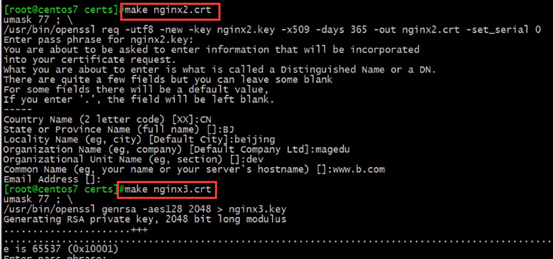 [root@centos7 certs]#make nginx2.crt
umask 77 ; \
/usr/bin/openssl req -utf8 -new -key nginx2.key -x509 -days 365 -out nginx2.crt -set_serial 0
Enter pass phrase for nginx2.key:
You are about to be asked to enter information that will be incorporated
into your certificate request.
What you are about to enter is what is called a Distinguished Name or a DN.
There are quite a few fields but you can leave some blank
For some fields there will be a default value,
If you enter '.', the field will be left blank.
-----
Country Name (2 letter code) [XX]:CN
State or Province Name (full name) []:BJ
Locality Name (eg, city) [Default City]:beijing
Organization Name (eg, company) [Default Company Ltd]:magedu
Organizational Unit Name (eg, section) []:dev
Common Name (eg, your name or your server's hostname) []:www.b.com
Email Address []:
[root@centos7 certs]#make nginx3.crt
umask 77 ; \
/usr/bin/openssl genrsa -aes128 2048 > nginx3.key
Generating RSA private key, 2048 bit long modulus
.......................+++
................................................................................................
e is 65537 (0x10001)
Enter pass phrase: